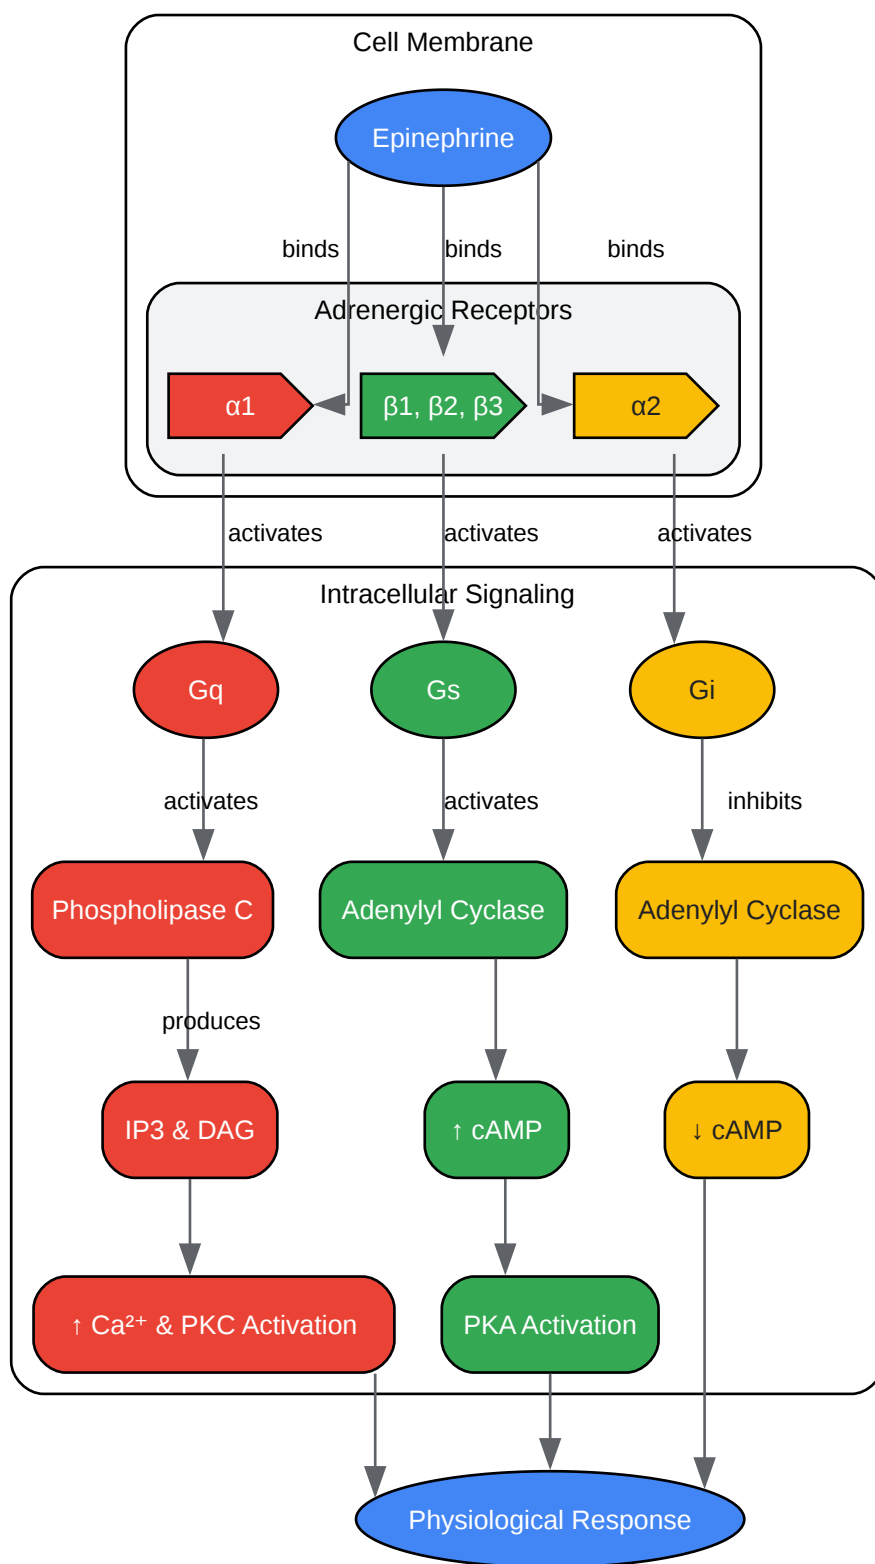 Cell Membrane
Epinephrine
binds
binds
binds
Adrenergic Receptors
α1
β1, β2, β3
α2
activates
activates
activates
Intracellular Signaling
Gq
Gs
Gi
activates
activates
inhibits
Phospholipase C
Adenylyl Cyclase
Adenylyl Cyclase
produces
IP3 & DAG
↑ cAMP
↓ cAMP
↑ Ca²⁺ & PKC Activation
PKA Activation
Physiological Response